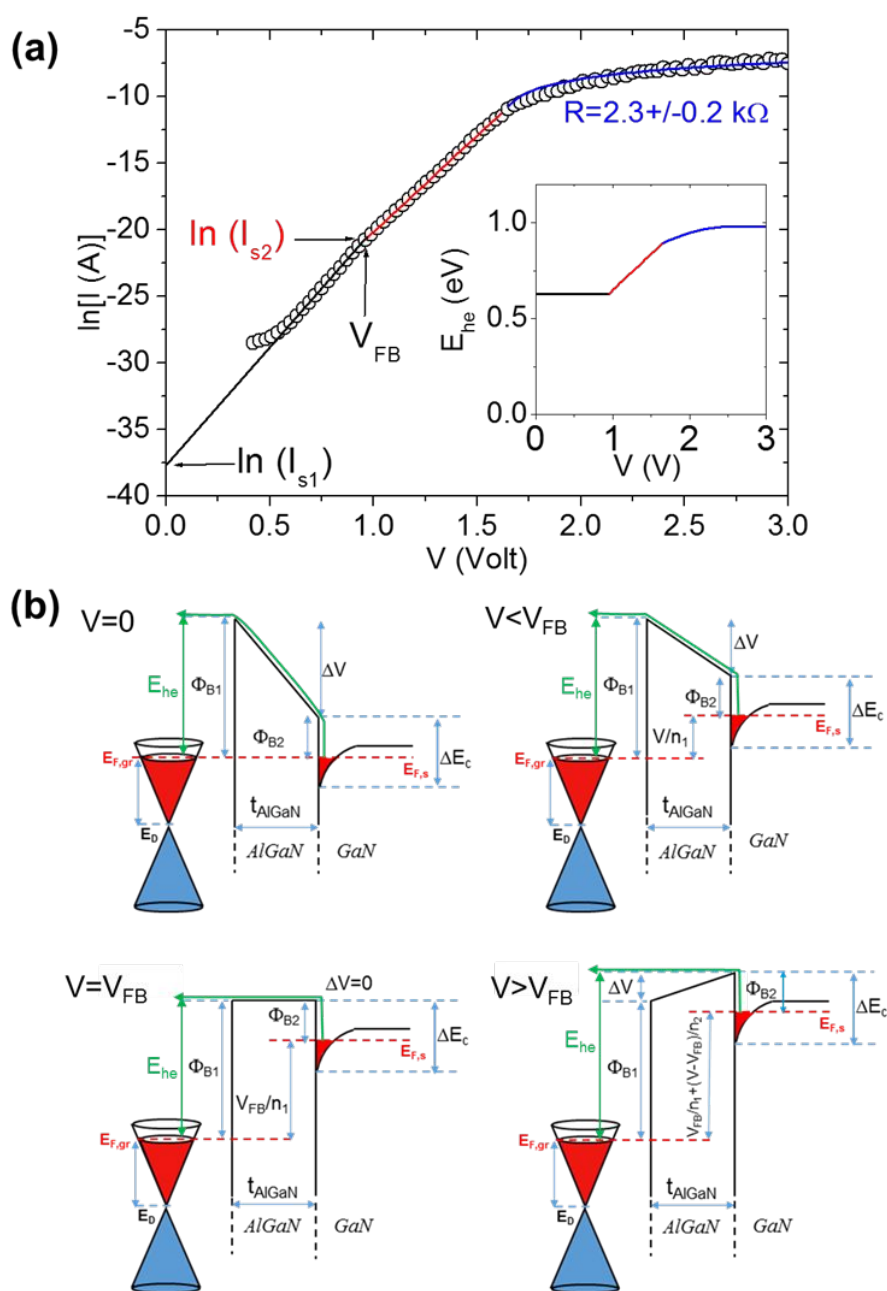 (a)
-5
-10
-15
-20
-25
-30
-35
-40
ln[I (A)]
0.0 0.5 1.0 1.5 2.0 2.5 3.0
V (Volt)
R=2.3+/-0.2 kΩ
ln (I_s2)
V_FB
ln (I_s1)
1.0
0.5
0.0
E_he (eV)
0 1 2 3
V (V)
(b)
V=0
E_he
Φ_B1
ΔV
Φ_B2
ΔE_c
E_F,gr
E_F,s
E_D
t_AlGaN
AlGaN GaN
V<V_FB
E_he
Φ_B1
ΔV
Φ_B2
ΔE_c
V/n_1
E_F,gr
E_F,s
E_D
t_AlGaN
AlGaN GaN
V=V_FB
ΔV=0
E_he
Φ_B1
Φ_B2
ΔE_c
E_F,s
V_FB/n_1
E_F,gr
E_D
t_AlGaN
AlGaN GaN
V>V_FB
ΔV
Φ_B2
ΔE_c
E_he
Φ_B1
V_FB/n_1+(V-V_FB)/n_2
E_F,s
E_F,gr
E_D
t_AlGaN
AlGaN GaN